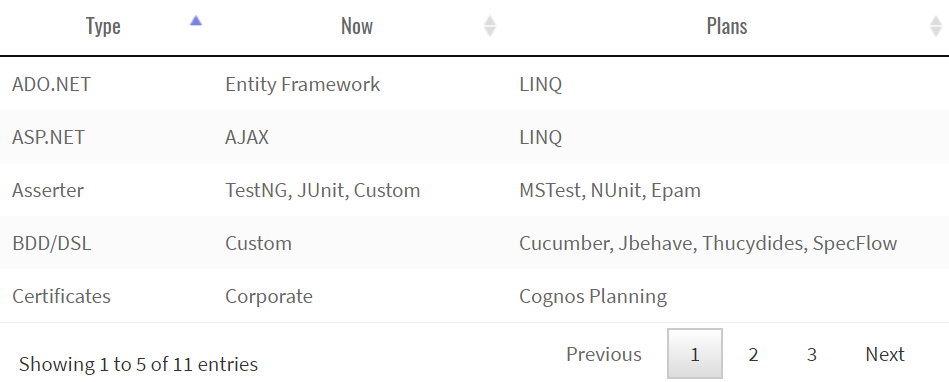 Type Now Plans
ADO.NET Entity Framework LINQ
ASP.NET AJAX LINQ
Asserter TestNG, JUnit, Custom MSTest, NUnit, Epam
BDD/DSL Custom Cucumber, Jbehave, Thucydides, SpecFlow
Certificates Corporate Cognos Planning
Showing 1 to 5 of 11 entries Previous 1 2 3 Next